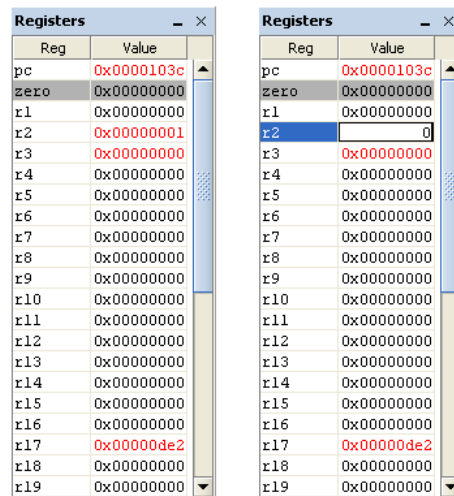 Registers
Reg Value
pc 0x0000103c
zero 0x00000000
r1 0x00000000
r2 0x00000001
r3 0x00000000
r4 0x00000000
r5 0x00000000
r6 0x00000000
r7 0x00000000
r8 0x00000000
r9 0x00000000
r10 0x00000000
r11 0x00000000
r12 0x00000000
r13 0x00000000
r14 0x00000000
r15 0x00000000
r16 0x00000000
r17 0x00000de2
r18 0x00000000
r19 0x00000000
Registers
Reg Value
pc 0x0000103c
zero 0x00000000
r1 0x00000000
r2 0
r3 0x00000000
r4 0x00000000
r5 0x00000000
r6 0x00000000
r7 0x00000000
r8 0x00000000
r9 0x00000000
r10 0x00000000
r11 0x00000000
r12 0x00000000
r13 0x00000000
r14 0x00000000
r15 0x00000000
r16 0x00000000
r17 0x00000de2
r18 0x00000000
r19 0x00000000